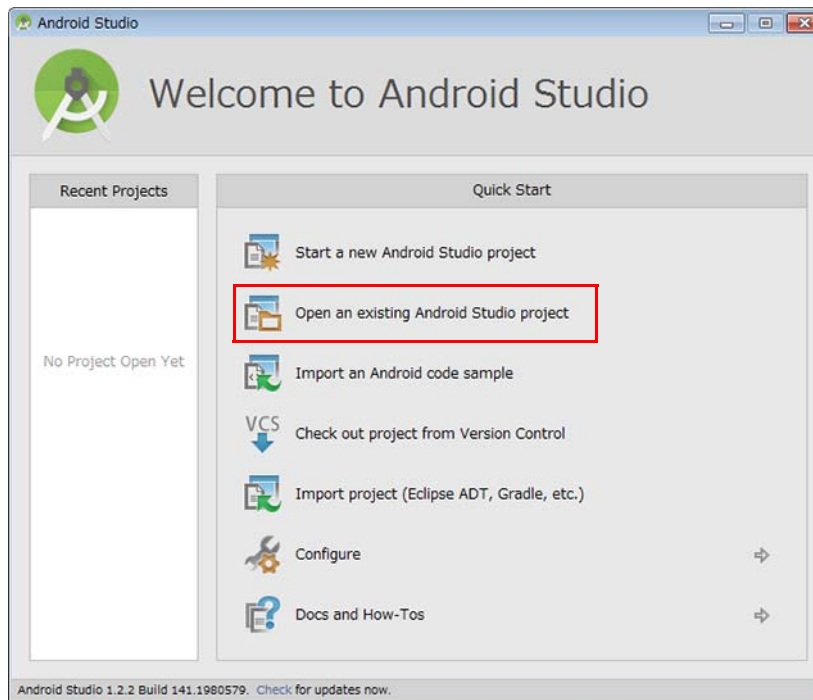 Android Studio
Welcome to Android Studio
Recent Projects
No Project Open Yet
Quick Start
Start a new Android Studio project
Open an existing Android Studio project
Import an Android code sample
VCS
Check out project from Version Control
Import project (Eclipse ADT, Gradle, etc.)
Configure
Docs and How-Tos
Android Studio 1.2.2 Build 141.1980579. Check for updates now.